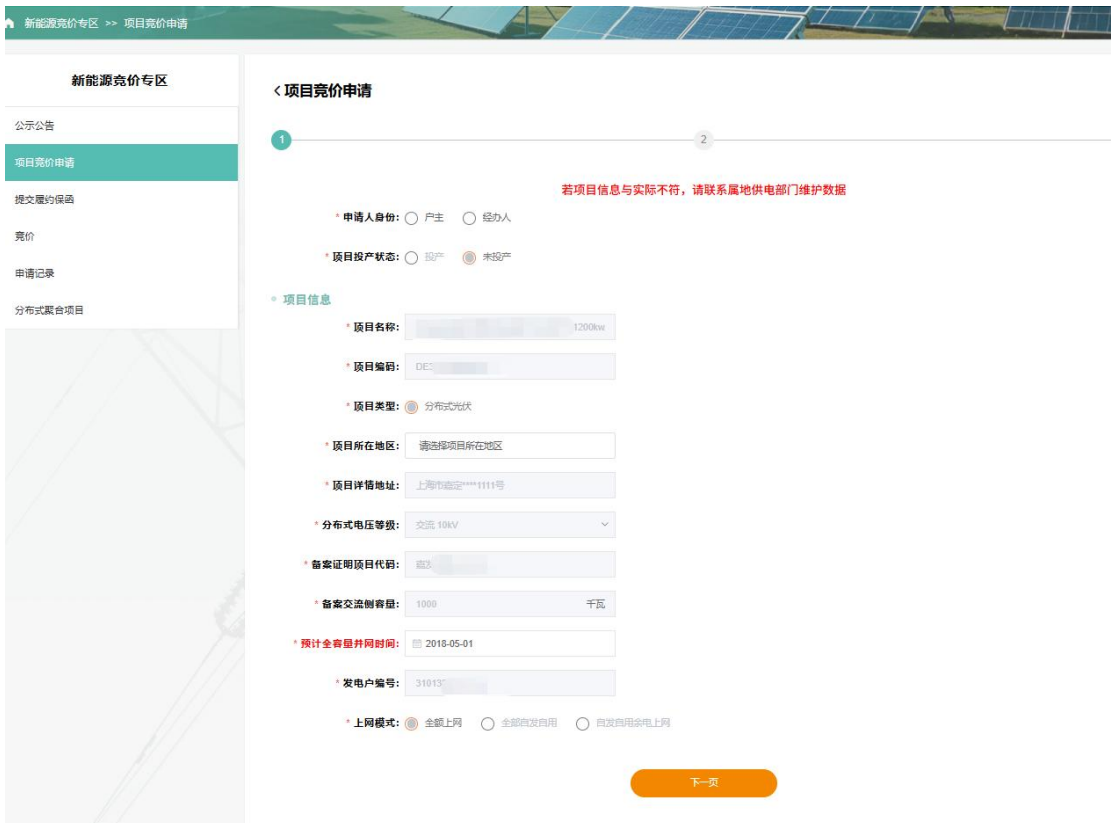 新能源竞价专区 >> 项目竞价申请
新能源竞价专区
公示公告
项目竞价申请
提交履约保函
竞价
申请记录
分布式聚合项目
<项目竞价申请
1
2
若项目信息与实际不符，请联系属地供电部门维护数据
* 申请人身份: 户主 经办人
* 项目投产状态: 投产 未投产
项目信息
* 项目名称: 1200kw
* 项目编码: DE
* 项目类型: 分布式光伏
* 项目所在地区: 请选择项目所在地区
* 项目详情地址: 上海市嘉定****1111号
* 分布式电压等级: 交流 10kV
* 备案证明项目代码:
* 备案交流侧容量: 1000 千瓦
* 预计全容量并网时间: 2018-05-01
* 发电户编号: 31013
* 上网模式: 全额上网 全部自发自用 自发自用余电上网
下一页